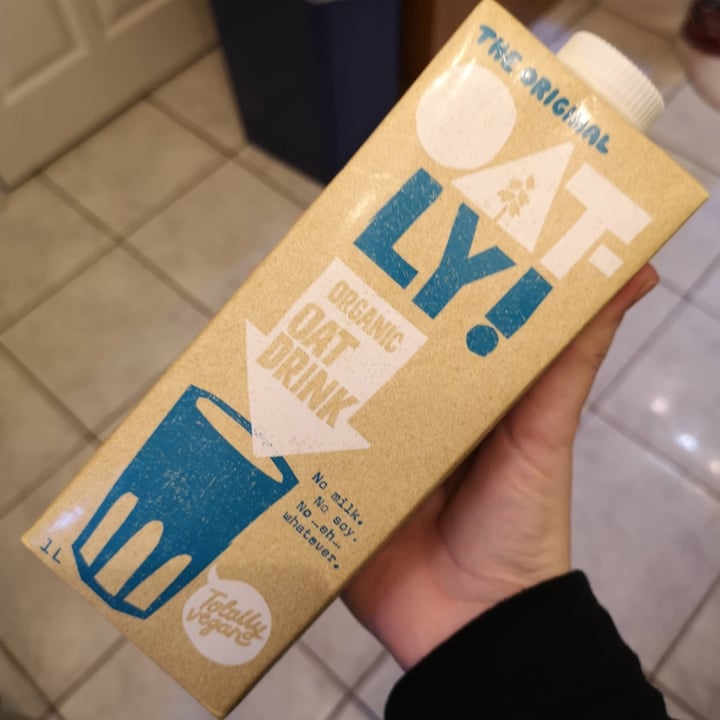 THE ORIGINAL
OAT-
LY!
ORGANIC
OAT
DRINK
No milk.
No soy.
No ...eh...
whatever.
1L
Totally
vegan!